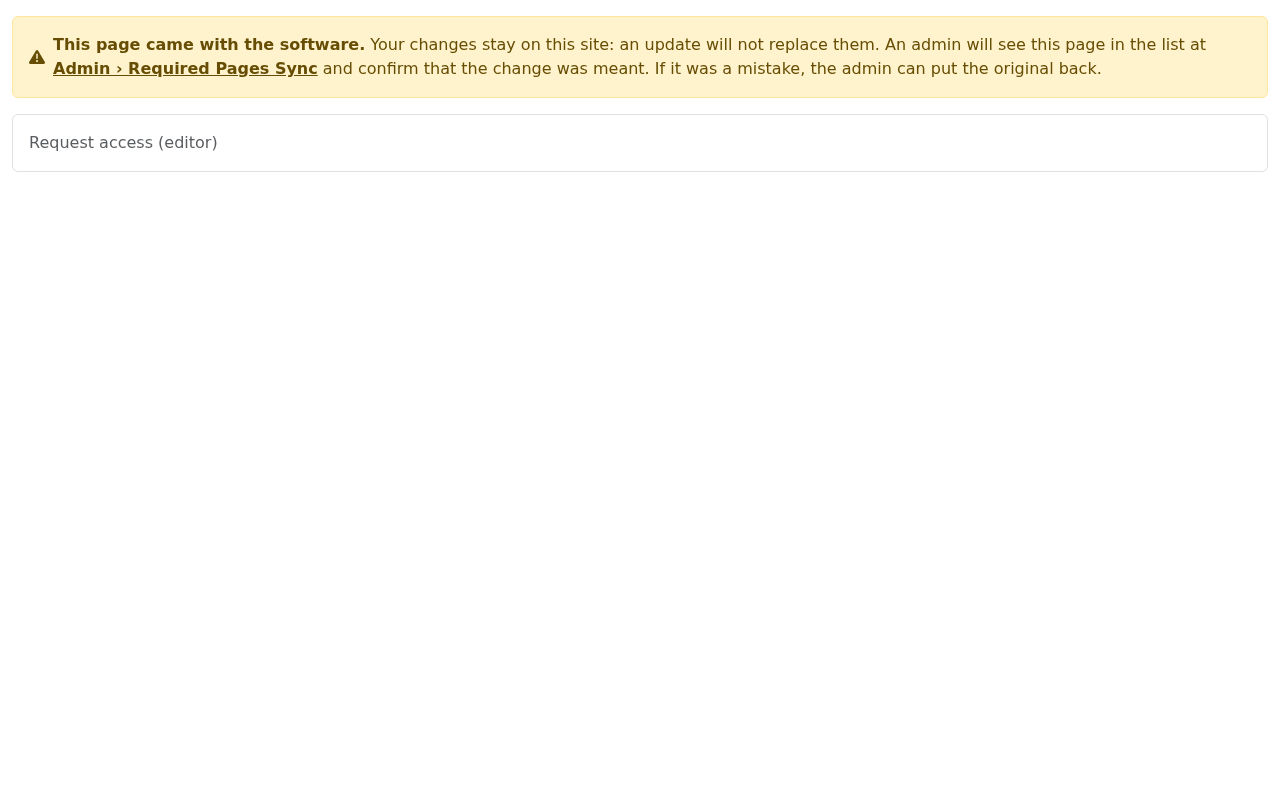 This page came with the software. Your changes stay on this site: an update will not replace them. An admin will see this page in the list at
Admin › Required Pages Sync and confirm that the change was meant. If it was a mistake, the admin can put the original back.
Request access (editor)